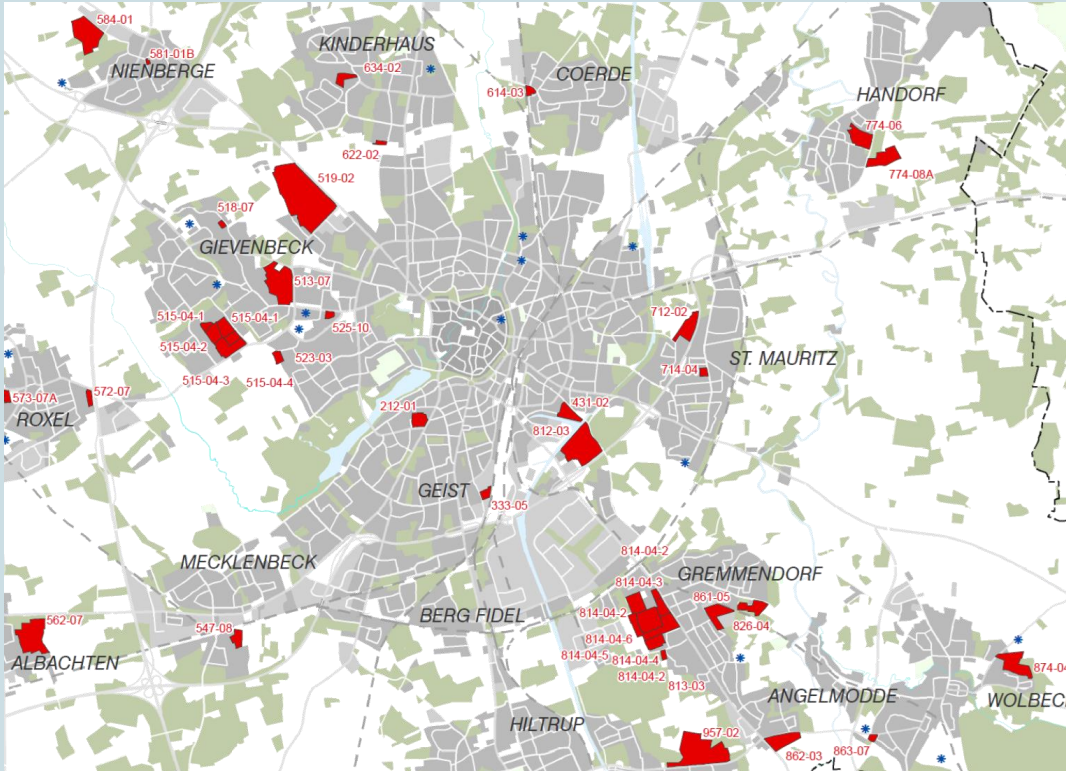 584-01
KINDERHAUS
581-01B
NIENBERGE
634-02
COERDE
614-03
HANDORF
774-06
622-02
774-08A
519-02
518-07
GIEVENBECK
513-07
515-04-1
515-04-1
525-10
712-02
515-04-2
523-03
ST. MAURITZ
714-04
515-04-3
515-04-4
572-07
573-07A
ROXEL
212-01
431-02
812-03
GEIST
333-05
MECKLENBECK
814-04-2
GREMMENDORF
814-04-3
861-05
BERG FIDEL
814-04-2
826-04
562-07
547-08
814-04-6
ALBACHTEN
814-04-5
814-04-4
814-04-2
874-04
813-03
ANGELMODDE
HILTRUP
957-02
862-03
863-07